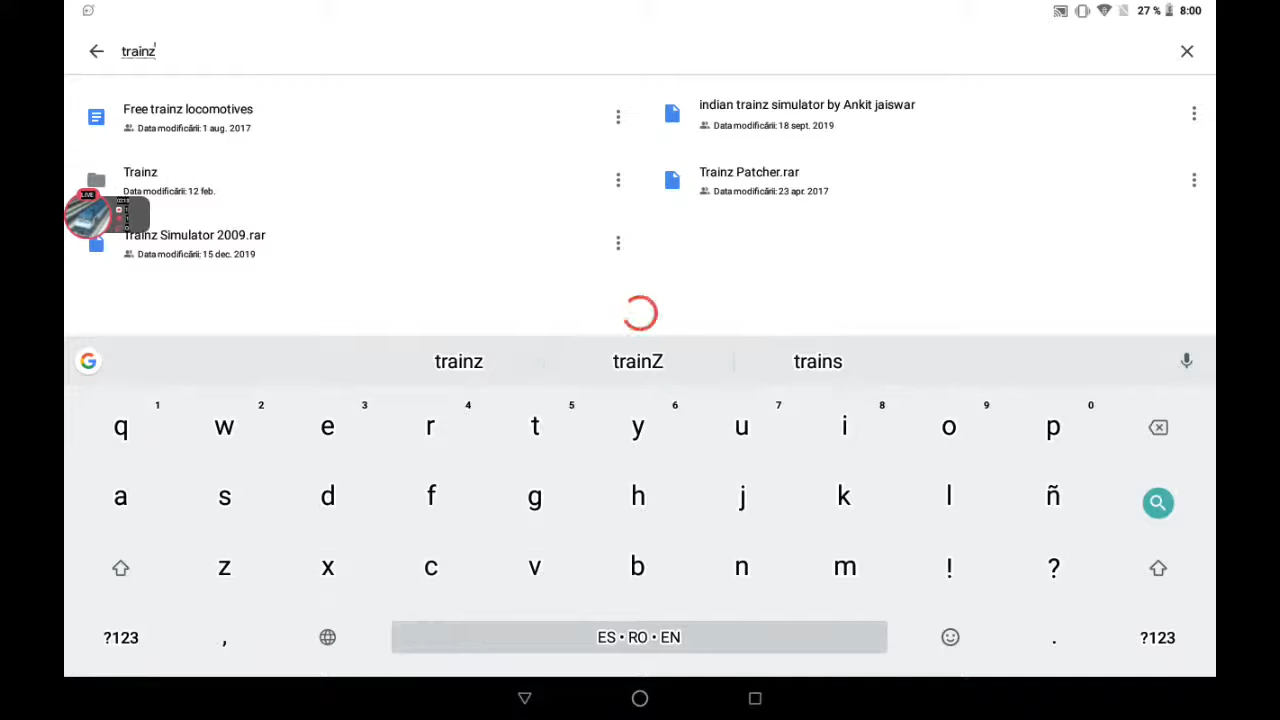 27 % 8:00
trainz
Free trainz locomotives
Data modificării: 1 aug. 2017
indian trainz simulator by Ankit jaiswar
Data modificării: 18 sept. 2019
Trainz
Data modificării: 12 feb.
Trainz Patcher.rar
Data modificării: 23 apr. 2017
LIVE
Trainz Simulator 2009.rar
Data modificării: 15 dec. 2019
G
trainz trainZ trains
1 2 3 4 5 6 7 8 9 0
q w e r t y u i o p
a s d f g h j k l ñ
z x c v b n m ! ?
?123 , ES • RO • EN . ?123